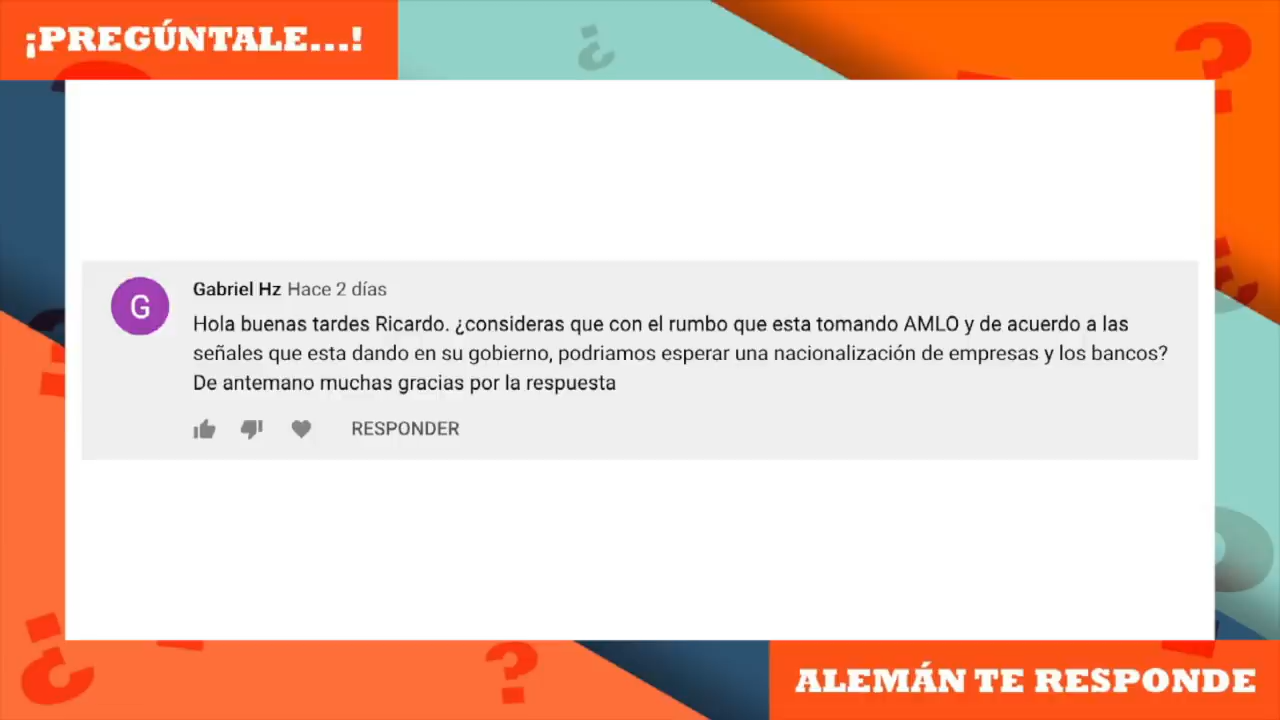 ¡PREGÚNTALE...!
G
Gabriel Hz Hace 2 días
Hola buenas tardes Ricardo. ¿consideras que con el rumbo que esta tomando AMLO y de acuerdo a las
señales que esta dando en su gobierno, podriamos esperar una nacionalización de empresas y los bancos?
De antemano muchas gracias por la respuesta
RESPONDER
ALEMÁN TE RESPONDE